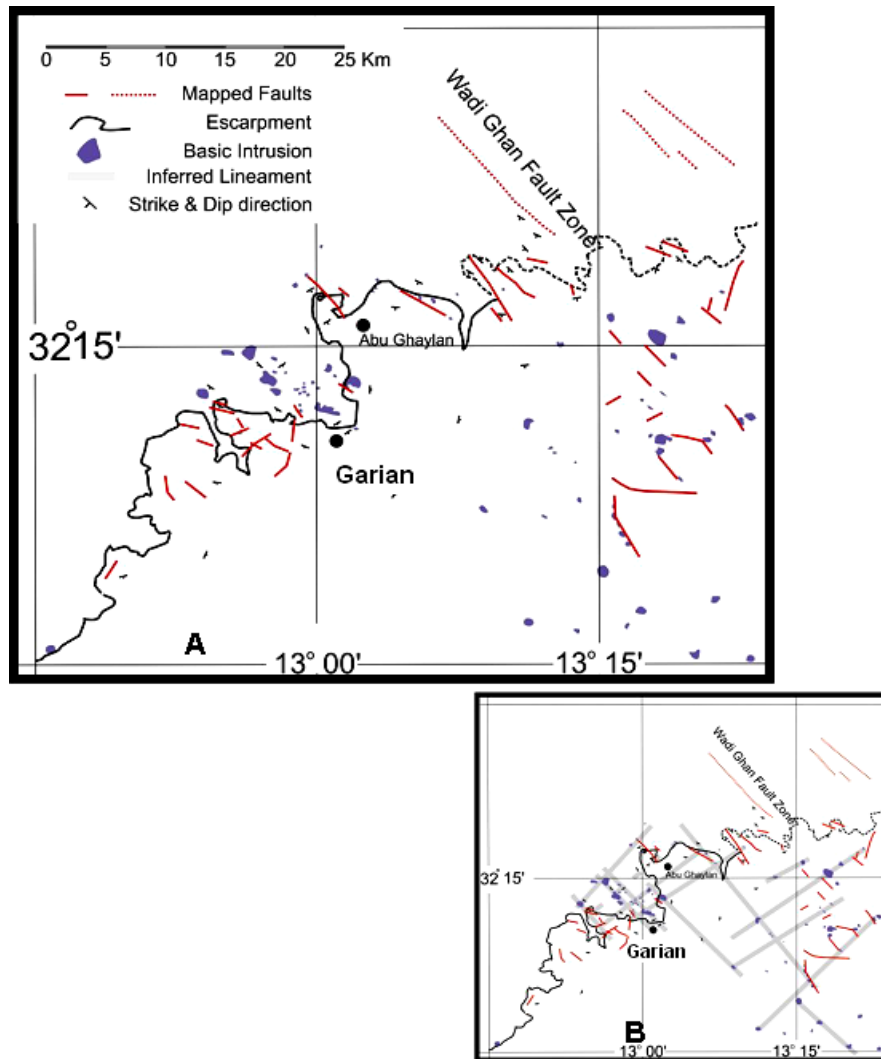 0 5 10 15 20 25 Km
Mapped Faults
Escarpment
Basic Intrusion
Inferred Lineament
Strike & Dip direction
Wadi Ghan Fault Zone
Abu Ghaylan
32° 15'
Garian
A
13° 00'
13° 15'
Wadi Ghan Fault Zone
32° 15'
Abu Ghaylan
Garian
B
13° 00'
13° 15'